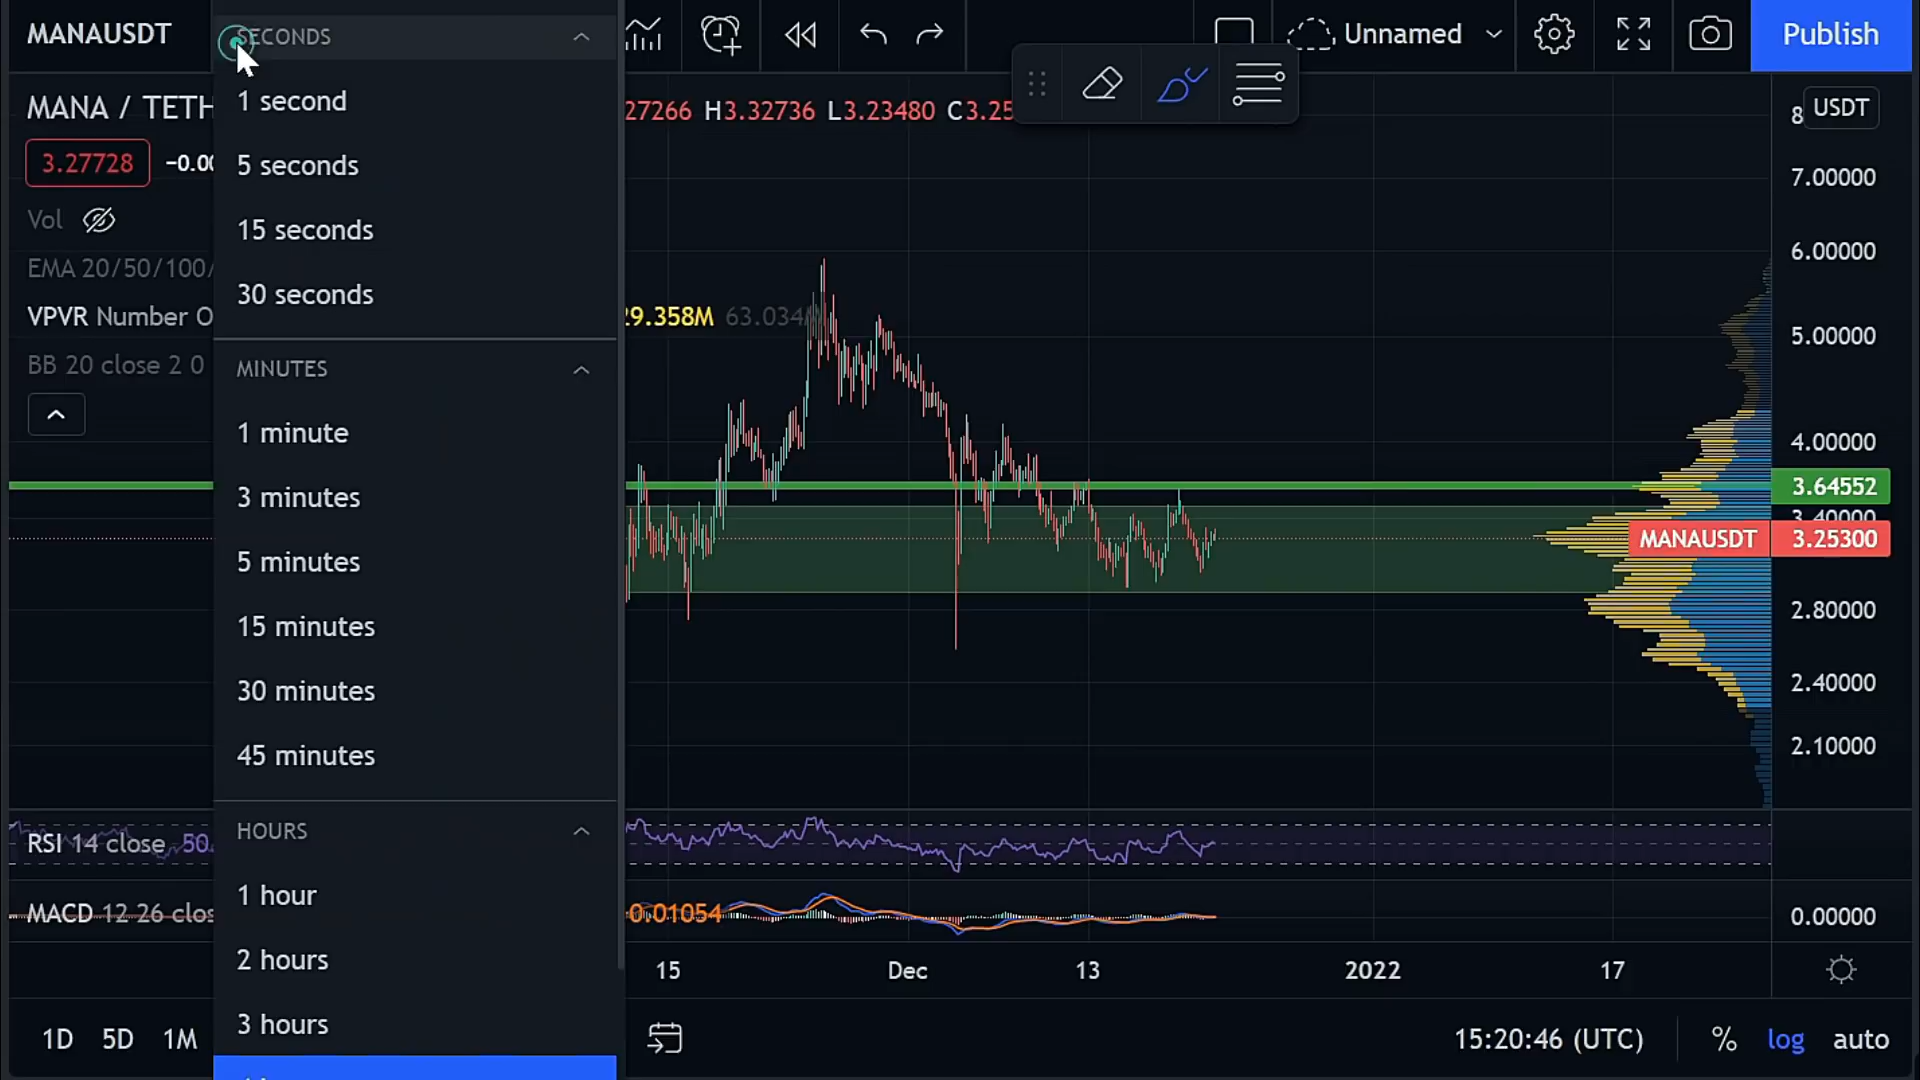 MANAUSDT
SECONDS
Unnamed
Publish
MANA / TETH
1 second
27266 H3.32736 L3.23480 C3.25
8
USDT
3.27728
−0.00
5 seconds
7.00000
Vol
15 seconds
6.00000
EMA 20/50/100/
30 seconds
VPVR Number O
29.358M 63.034M
5.00000
BB 20 close 2 0
MINUTES
1 minute
4.00000
3 minutes
3.64552
3.40000
MANAUSDT
3.25300
5 minutes
15 minutes
2.80000
30 minutes
2.40000
45 minutes
2.10000
HOURS
RSI 14 close 50.
1 hour
MACD 12 26 clos
0.01054
0.00000
2 hours
15
Dec
13
2022
17
3 hours
1D
5D
1M
15:20:46 (UTC)
%
log
auto